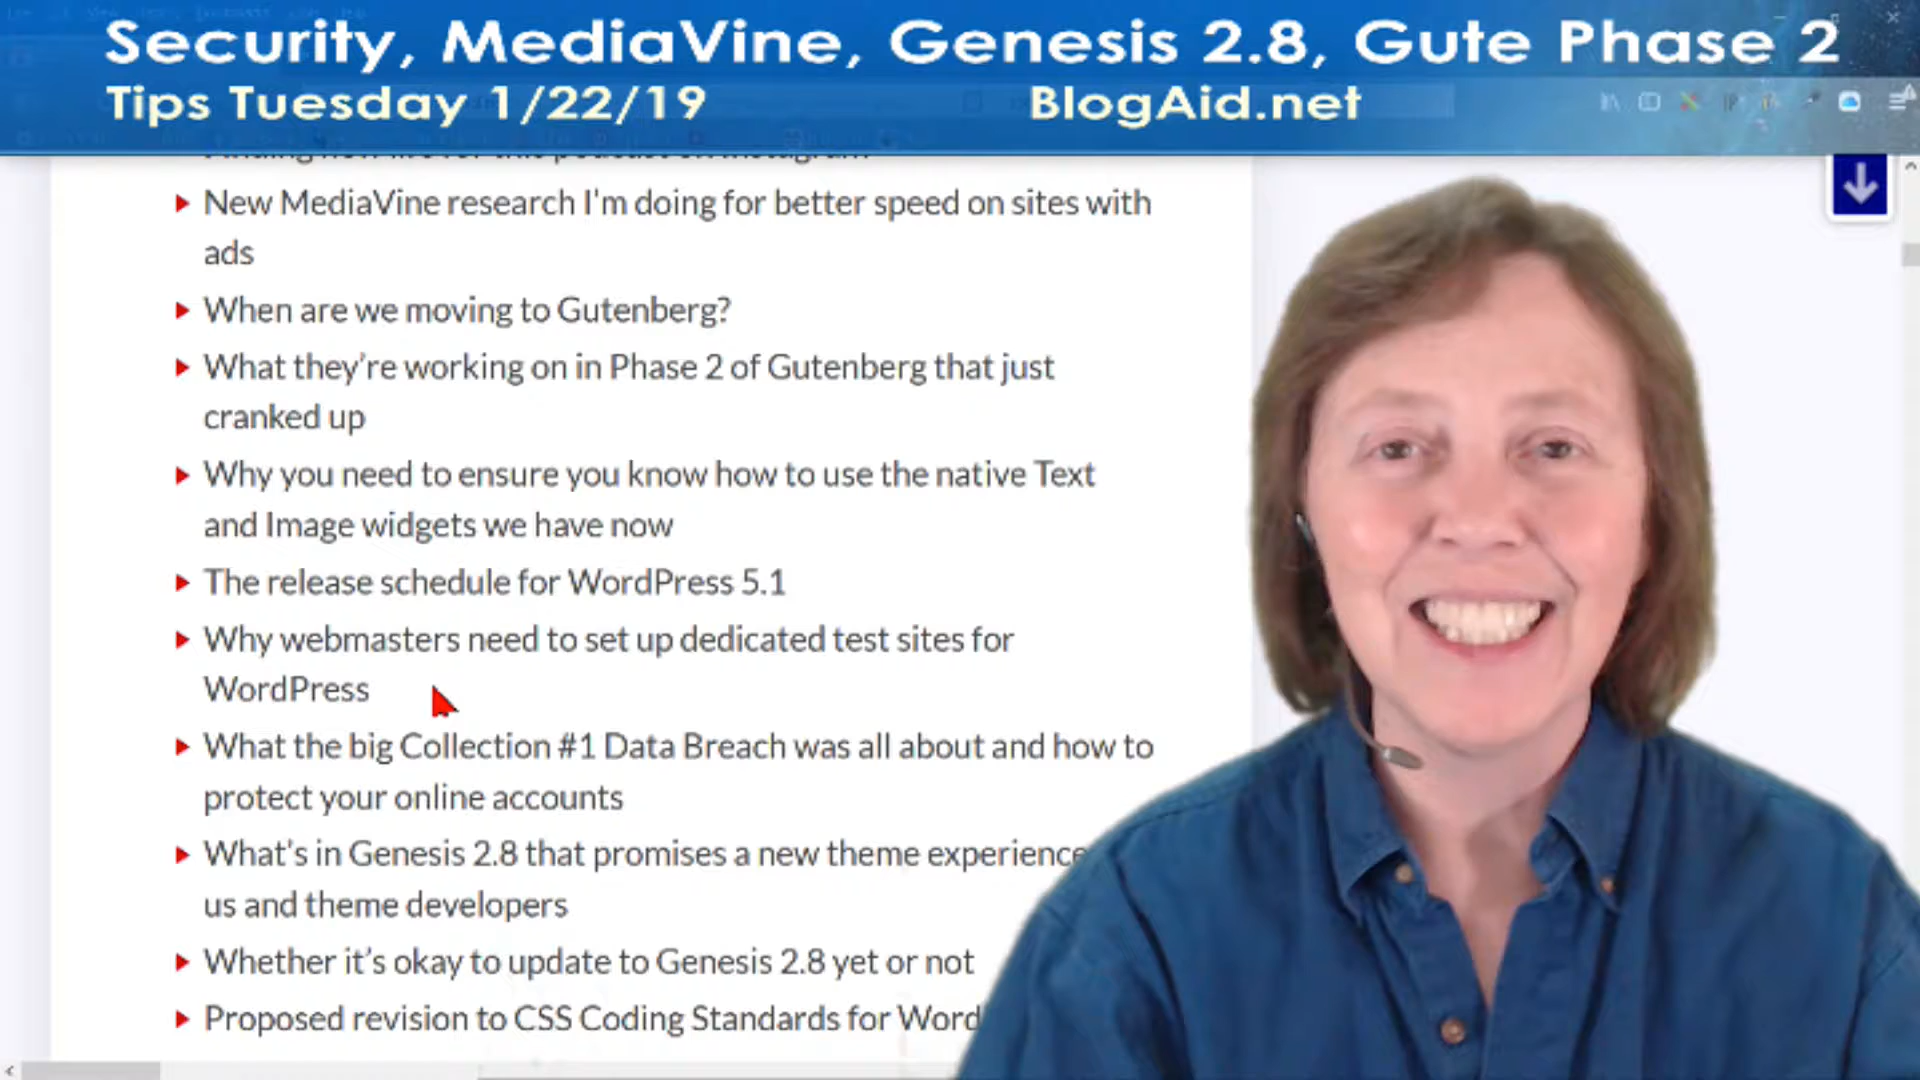 Security, MediaVine, Genesis 2.8, Gute Phase 2
Tips Tuesday 1/22/19
BlogAid.net
New MediaVine research I'm doing for better speed on sites with
ads
When are we moving to Gutenberg?
What they're working on in Phase 2 of Gutenberg that just
cranked up
Why you need to ensure you know how to use the native Text
and Image widgets we have now
The release schedule for WordPress 5.1
Why webmasters need to set up dedicated test sites for
WordPress
What the big Collection #1 Data Breach was all about and how to
protect your online accounts
What's in Genesis 2.8 that promises a new theme experience
us and theme developers
Whether it's okay to update to Genesis 2.8 yet or not
Proposed revision to CSS Coding Standards for Word